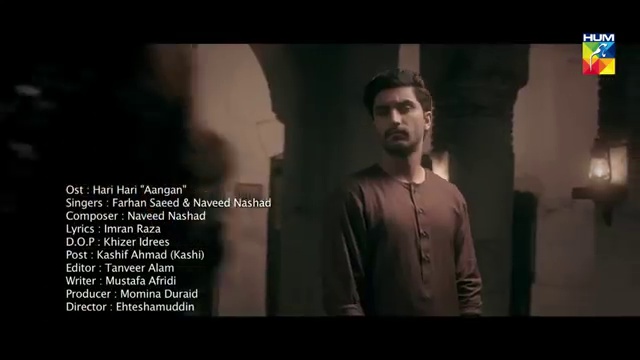 HUM
Ost : Hari Hari "Aangan"
Singers : Farhan Saeed & Naveed Nashad
Composer : Naveed Nashad
Lyrics : Imran Raza
D.O.P : Khizer Idrees
Post : Kashif Ahmad (Kashi)
Editor : Tanveer Alam
Writer : Mustafa Afridi
Producer : Momina Duraid
Director : Ehteshamuddin